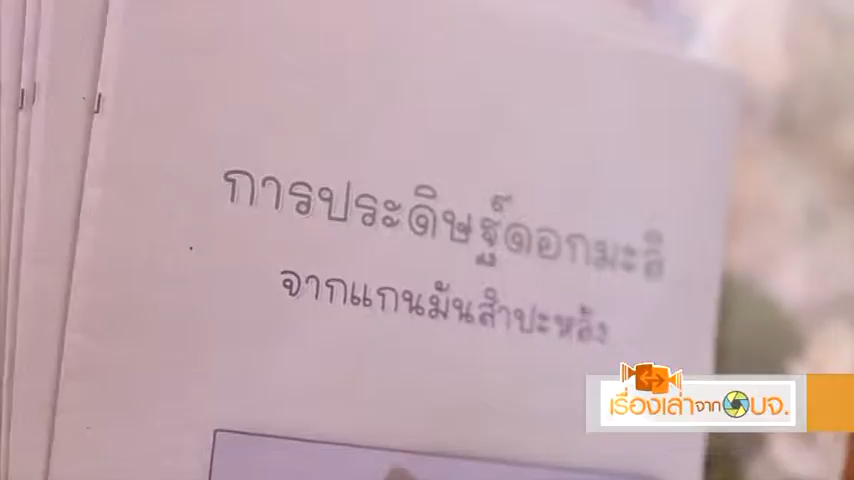 การประดิษฐ์ดอกมะลิ
จากแกนมันสำปะหลัง
เรื่องเล่าจาก บจ.